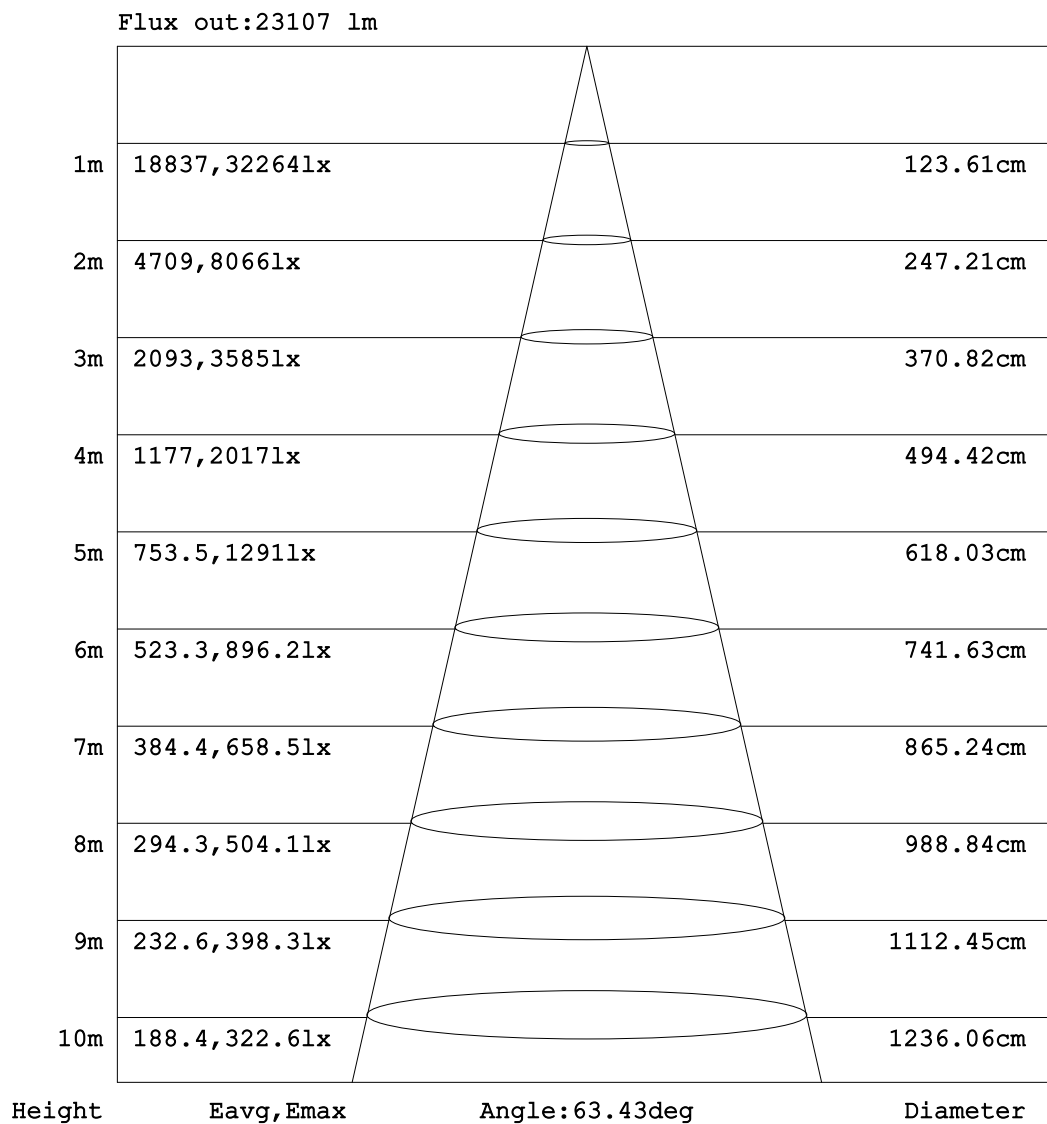 Flux out:23107 lm
1m 18837,32264lx 123.61cm
2m 4709,8066lx 247.21cm
3m 2093,3585lx 370.82cm
4m 1177,2017lx 494.42cm
5m 753.5,1291lx 618.03cm
6m 523.3,896.2lx 741.63cm
7m 384.4,658.5lx 865.24cm
8m 294.3,504.1lx 988.84cm
9m 232.6,398.3lx 1112.45cm
10m 188.4,322.6lx 1236.06cm
Height Eavg,Emax Angle:63.43deg Diameter